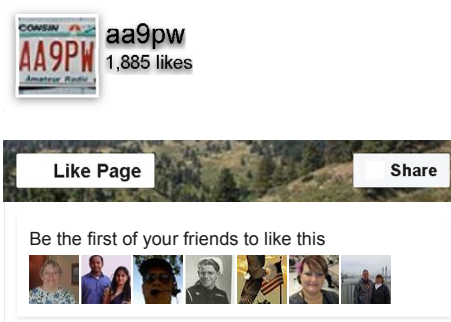 CONSIN
AA9PW
Amateur Radio
aa9pw
1,885 likes
Like Page
Share
Be the first of your friends to like this